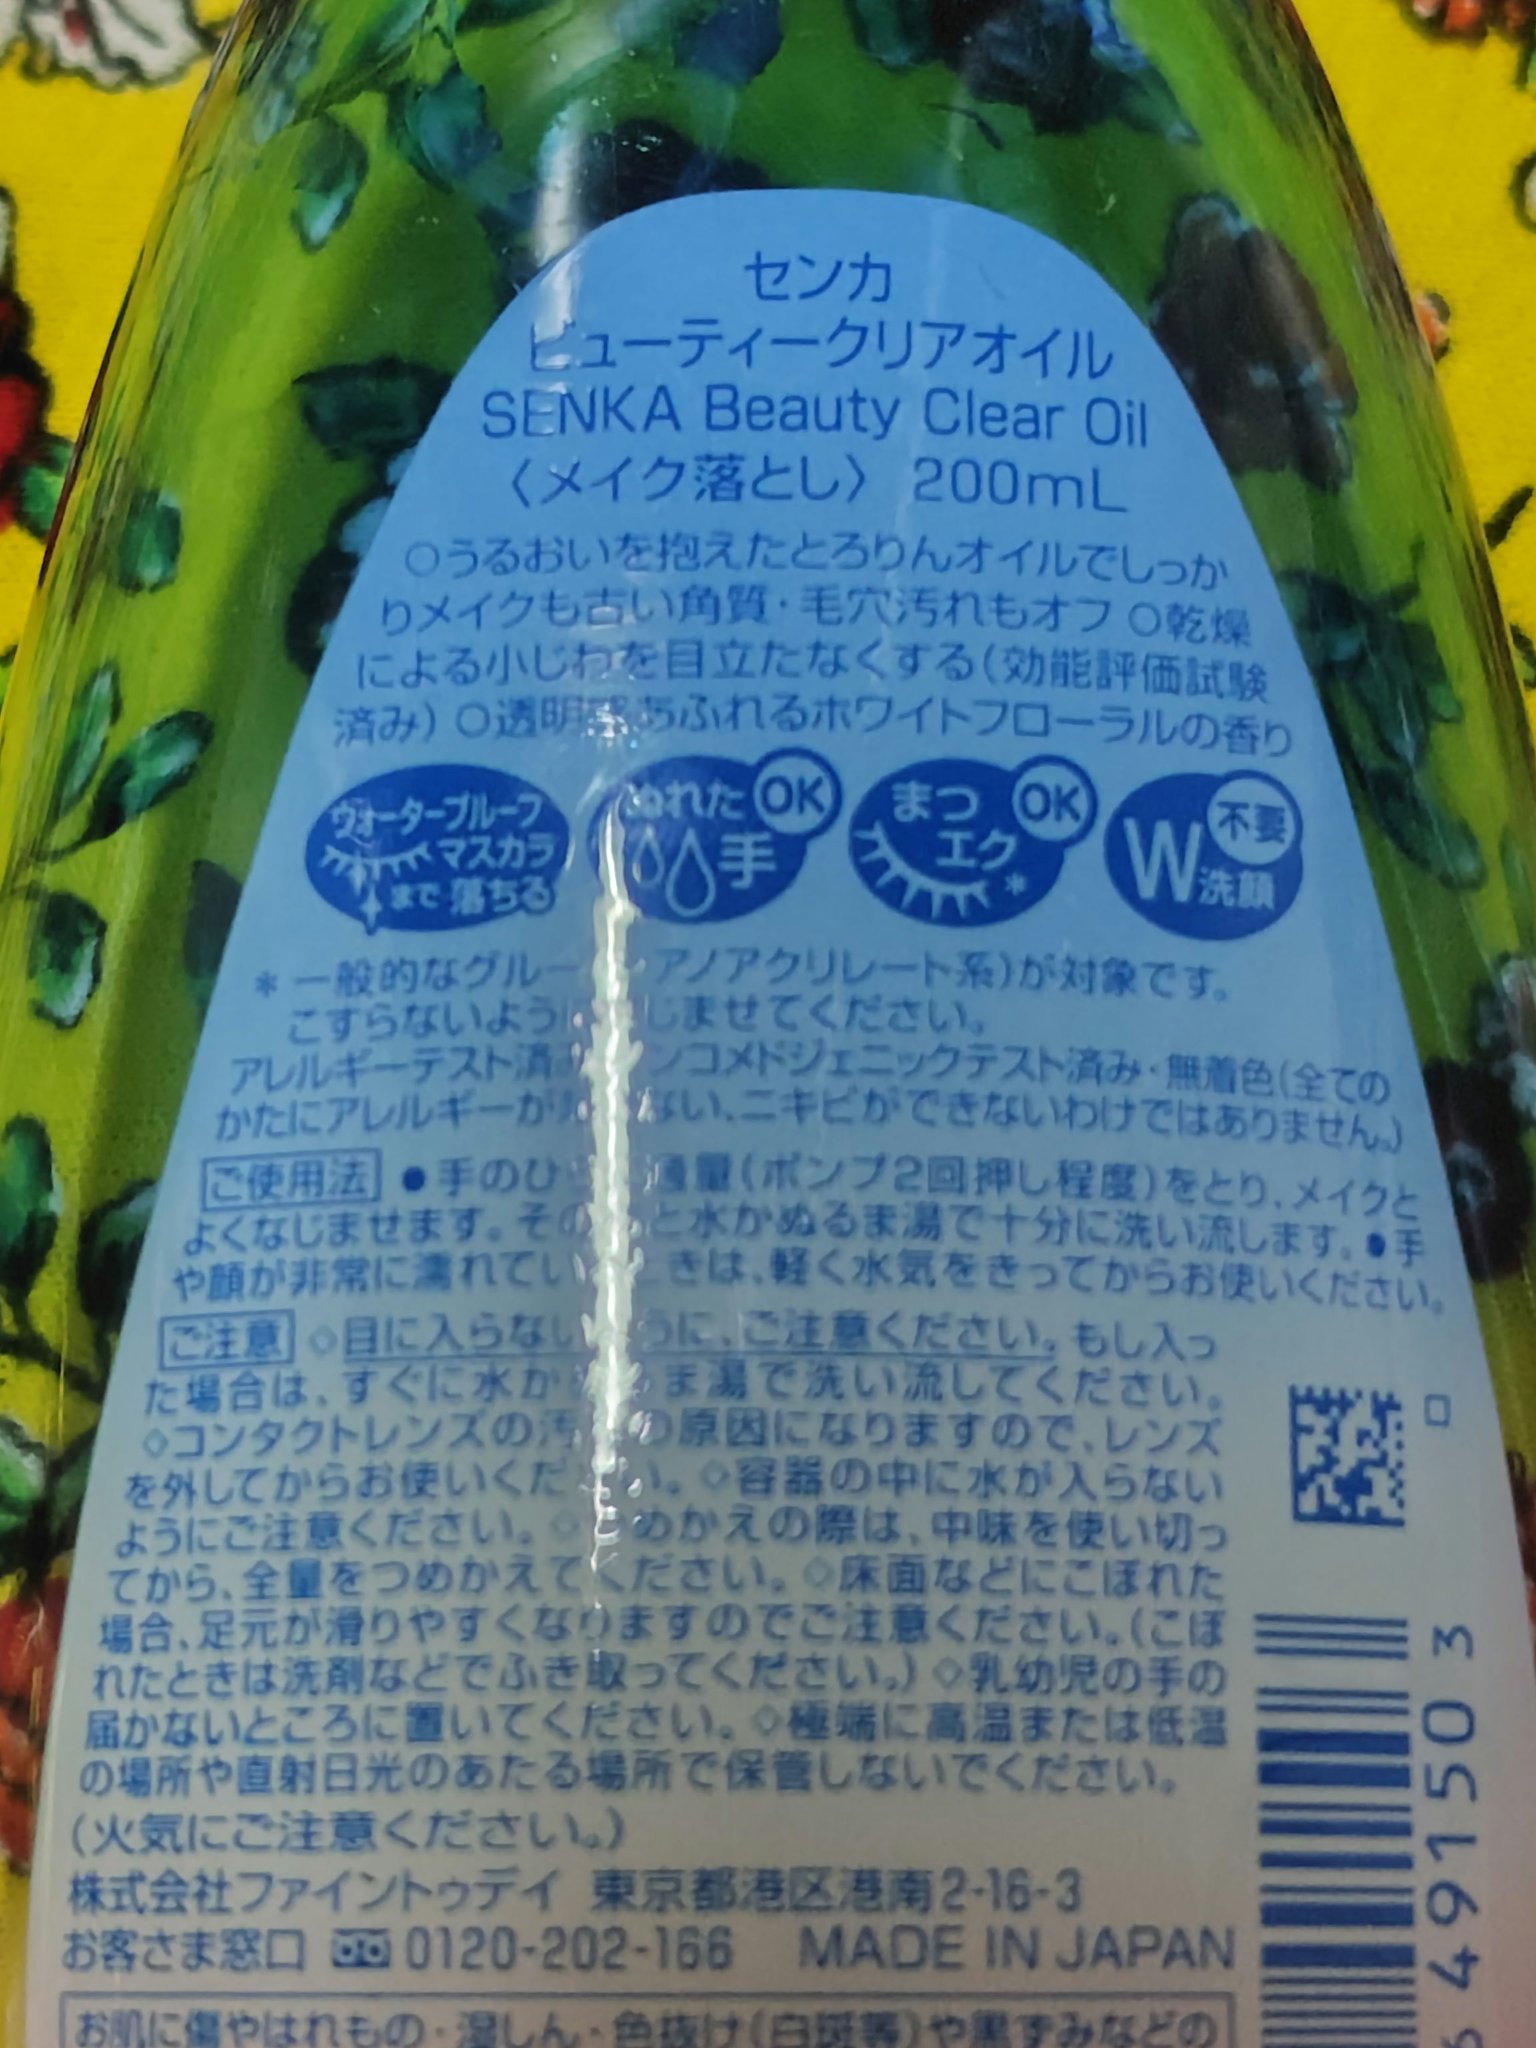 センカ
ビューティークリアオイル
SENKA Beauty Clear Oil
〈メイク落とし〉 200mL
○うるおいを抱えたとろりんオイルでしっか
りメイクも古い角質・毛穴汚れもオフ ○乾燥
による小じわを目立たなくする(効能評価試験
済み) ○透明 あふれるホワイトフローラルの香り
ウォータープルーフ
マスカラ
まで 落ちる
ぬれた
手
OK
まつ
エク*
OK
W洗顔
不要
* 一般的なグルー アノアクリレート系)が対象です。
こすらないよう じませてください。
アレルギーテスト済 ンコメドジェニックテスト済み・無着色(全ての
かたにアレルギーが ない、ニキビができないわけではありません。)
ご使用法 ●手のひ 適量(ポンプ2回押し程度)をとり、メイクと
よくなじませます。その と水かぬるま湯で十分に洗い流します。●手
や顔が非常に濡れてい きは、軽く水気をきってからお使いください。
ご注意 ◇目に入らない うに、ご注意ください。もし入っ
た場合は、すぐに水か ま湯で洗い流してください。
◇コンタクトレンズの汚 の原因になりますので、レンズ
を外してからお使いくだ い。◇容器の中に水が入らない
ようにご注意ください。◇ めかえの際は、中味を使い切っ
てから、全量をつめかえてください。◇床面などにこぼれた
場合、足元が滑りやすくなりますのでご注意ください。(こぼ
れたときは洗剤などでふき取ってください。) ◇乳幼児の手の
届かないところに置いてください。◇極端に高温または低温
の場所や直射日光のあたる場所で保管しないでください。
(火気にご注意ください。)
株式会社ファイントゥデイ 東京都港区港南2-16-3
お客さま窓口 0120-202-166 MADE IN JAPAN
お肌に傷やはれもの・湿しん・色抜け(白斑等)や黒ずみなどの
491503